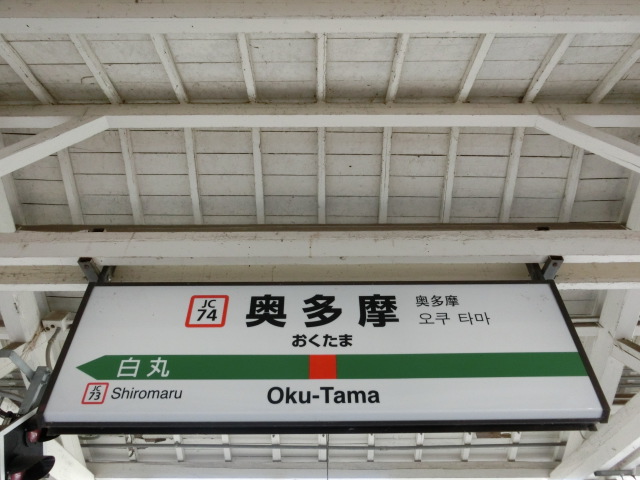 JC
74
奥多摩
奥多摩
오쿠 타마
おくたま
白丸
JC
73
Shiromaru
Oku-Tama